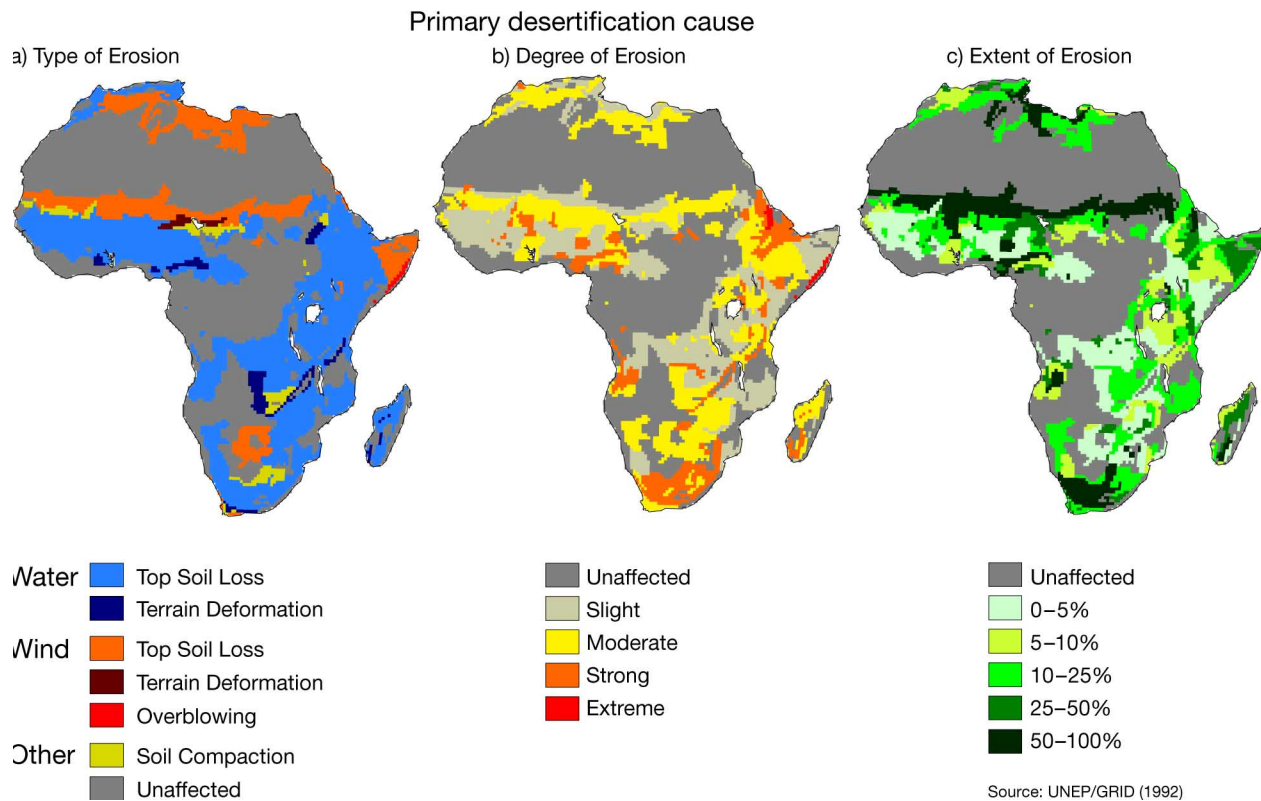 Primary desertification cause
a) Type of Erosion
b) Degree of Erosion
c) Extent of Erosion
Water
Top Soil Loss
Terrain Deformation
Wind
Top Soil Loss
Terrain Deformation
Overblowing
Other
Soil Compaction
Unaffected
Unaffected
Slight
Moderate
Strong
Extreme
Unaffected
0–5%
5–10%
10–25%
25–50%
50–100%
Source: UNEP/GRID (1992)